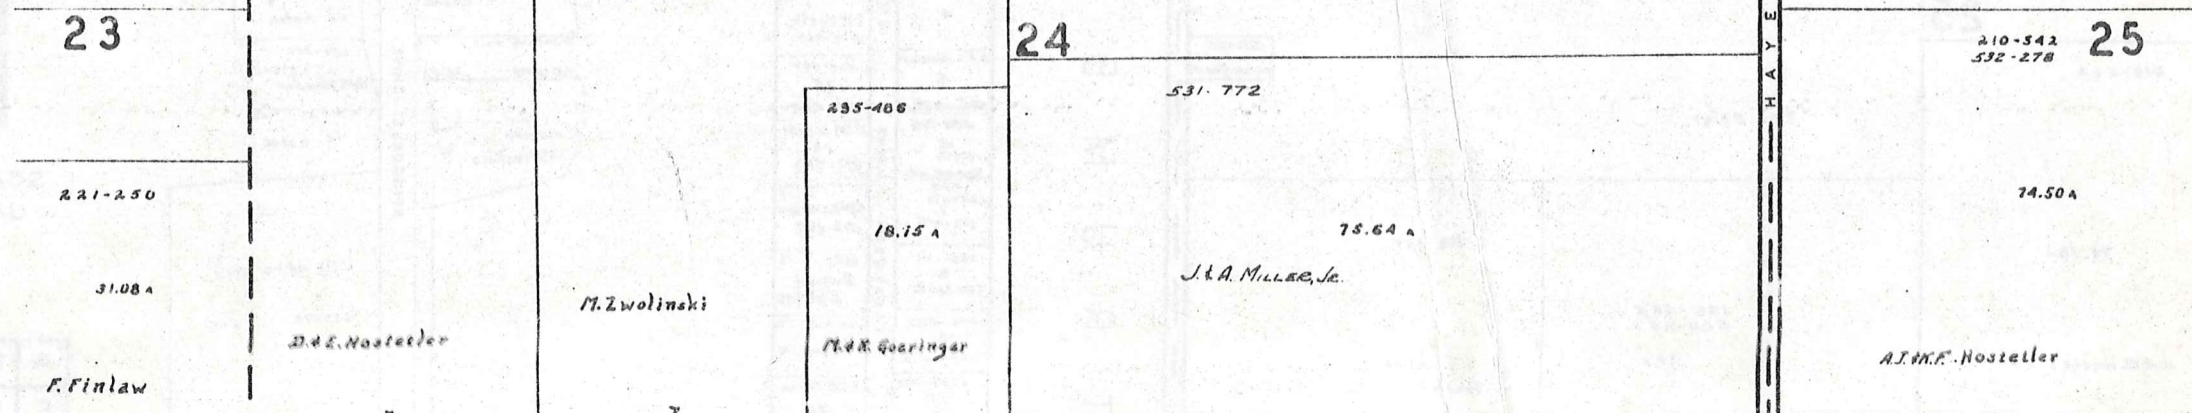 23
221-250
31.08 A
F. Finlaw
D. & E. Hostetler
M. Zwolinski
295-486
18.15 A
M. & K. Goeringer
24
531-772
75.64 A
J. & A. MILLER, Jr.
HAYE
210-542
532-278
25
74.50 A
A.J. & K.F. Hostetler